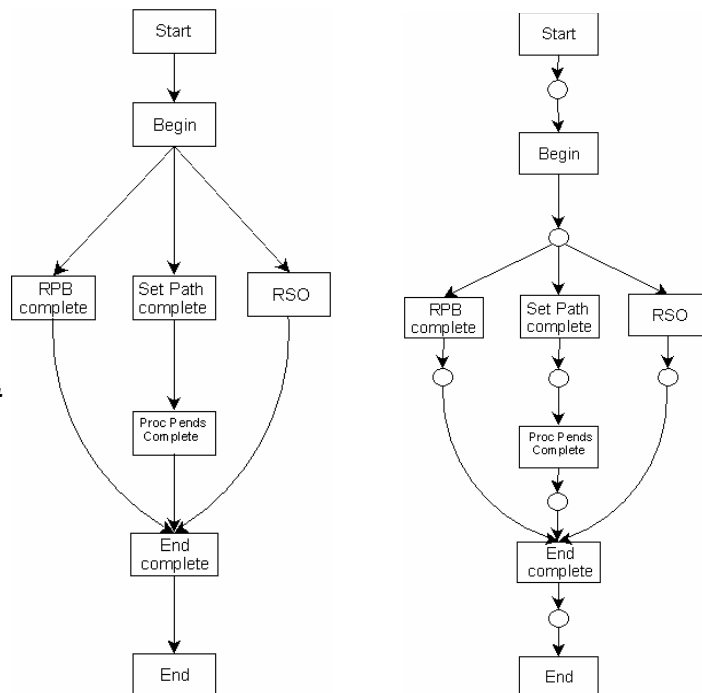 Start
Begin
RPB
complete
Set Path
complete
RSO
Proc Pends
Complete
End
complete
End
Start
Begin
RPB
complete
Set Path
complete
RSO
Proc Pends
Complete
End
complete
End